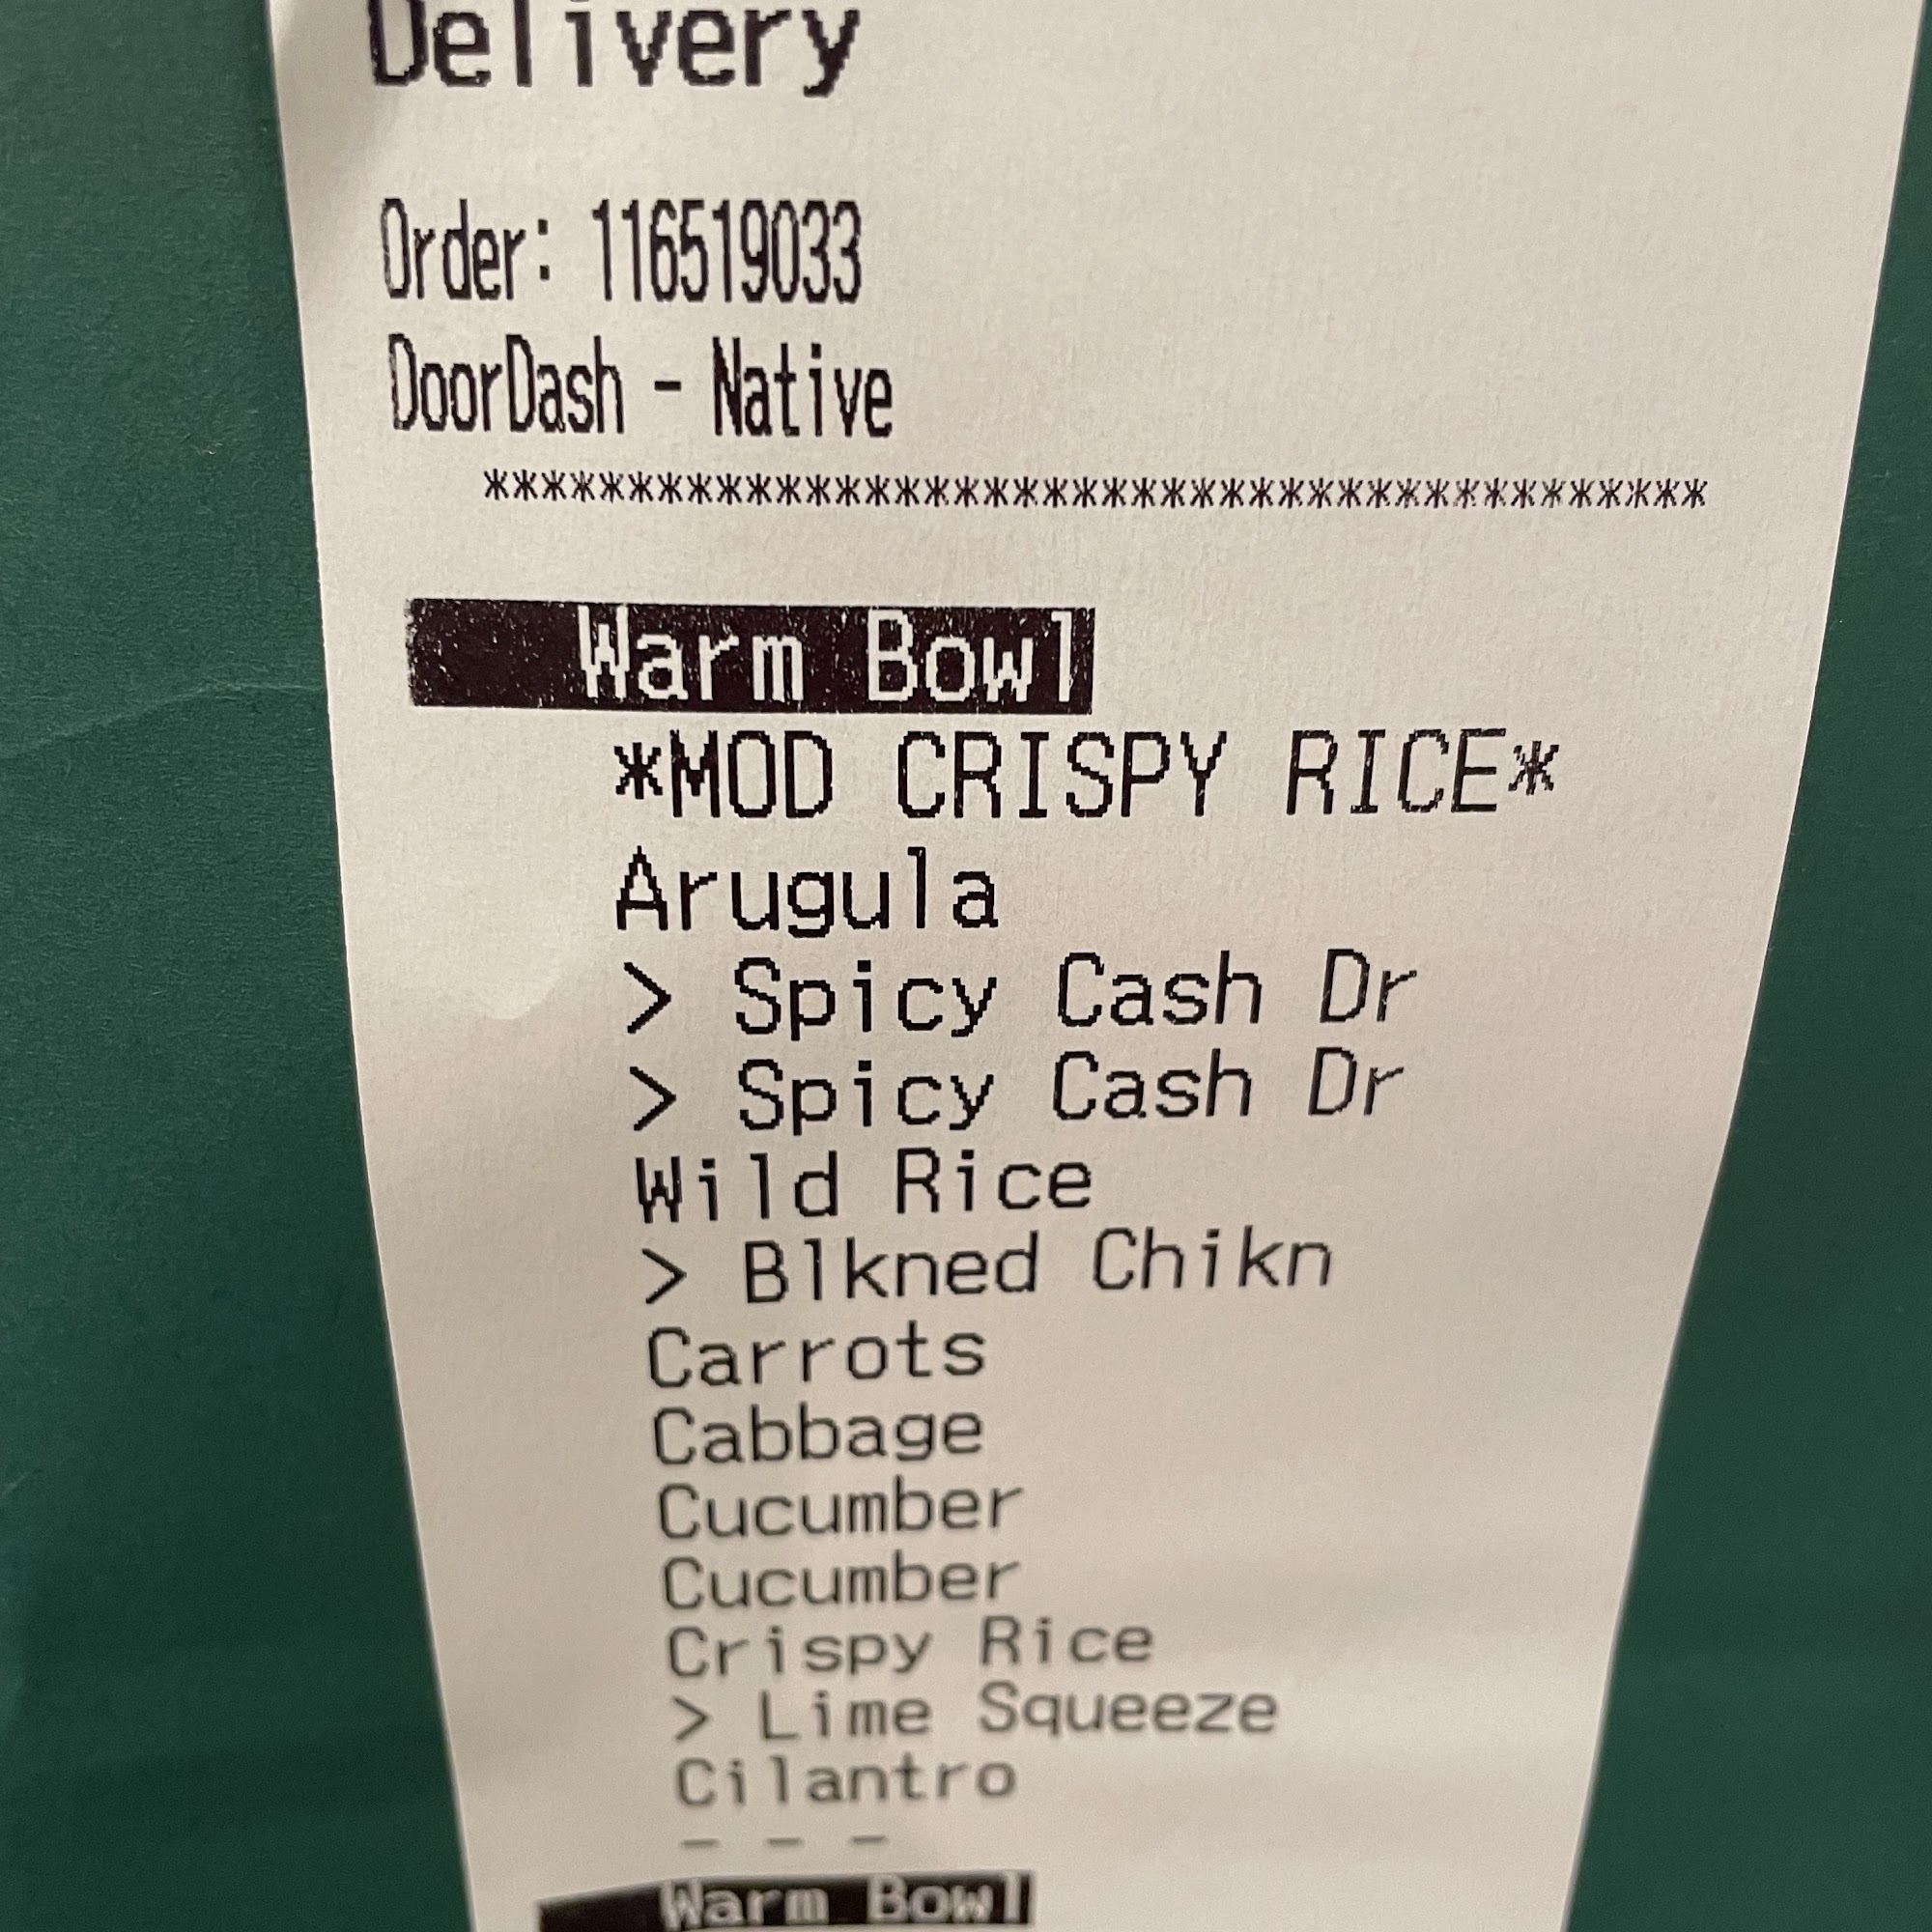 Delivery
Order: 116519033
DoorDash - Native
******************************************
Warm Bowl
*MOD CRISPY RICE*
Arugula
> Spicy Cash Dr
> Spicy Cash Dr
Wild Rice
> Blkned Chikn
Carrots
Cabbage
Cucumber
Cucumber
Crispy Rice
> Lime Squeeze
Cilantro
- - -
Warm Bowl